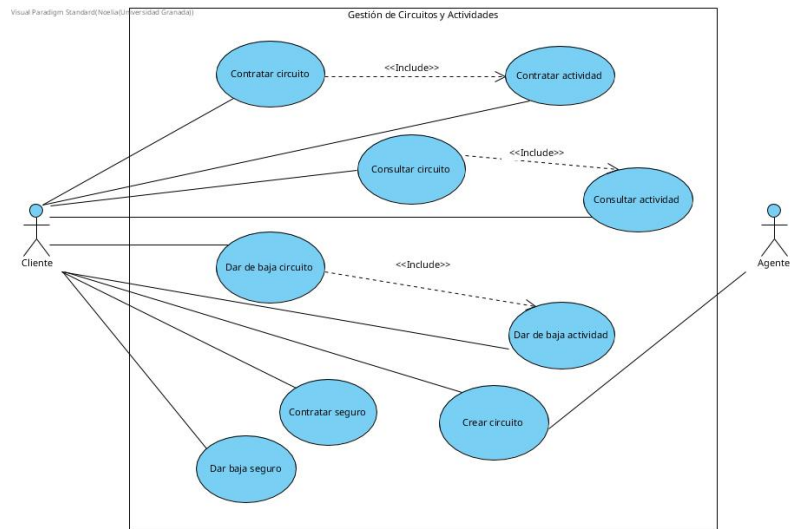 Visual Paradigm Standard(Noelia(Universidad Granada))
Gestión de Circuitos y Actividades
Contratar circuito
<<Include>>
Contratar actividad
Consultar circuito
<<Include>>
Consultar actividad
Cliente
Agente
Dar de baja circuito
<<Include>>
Dar de baja actividad
Contratar seguro
Crear circuito
Dar baja seguro